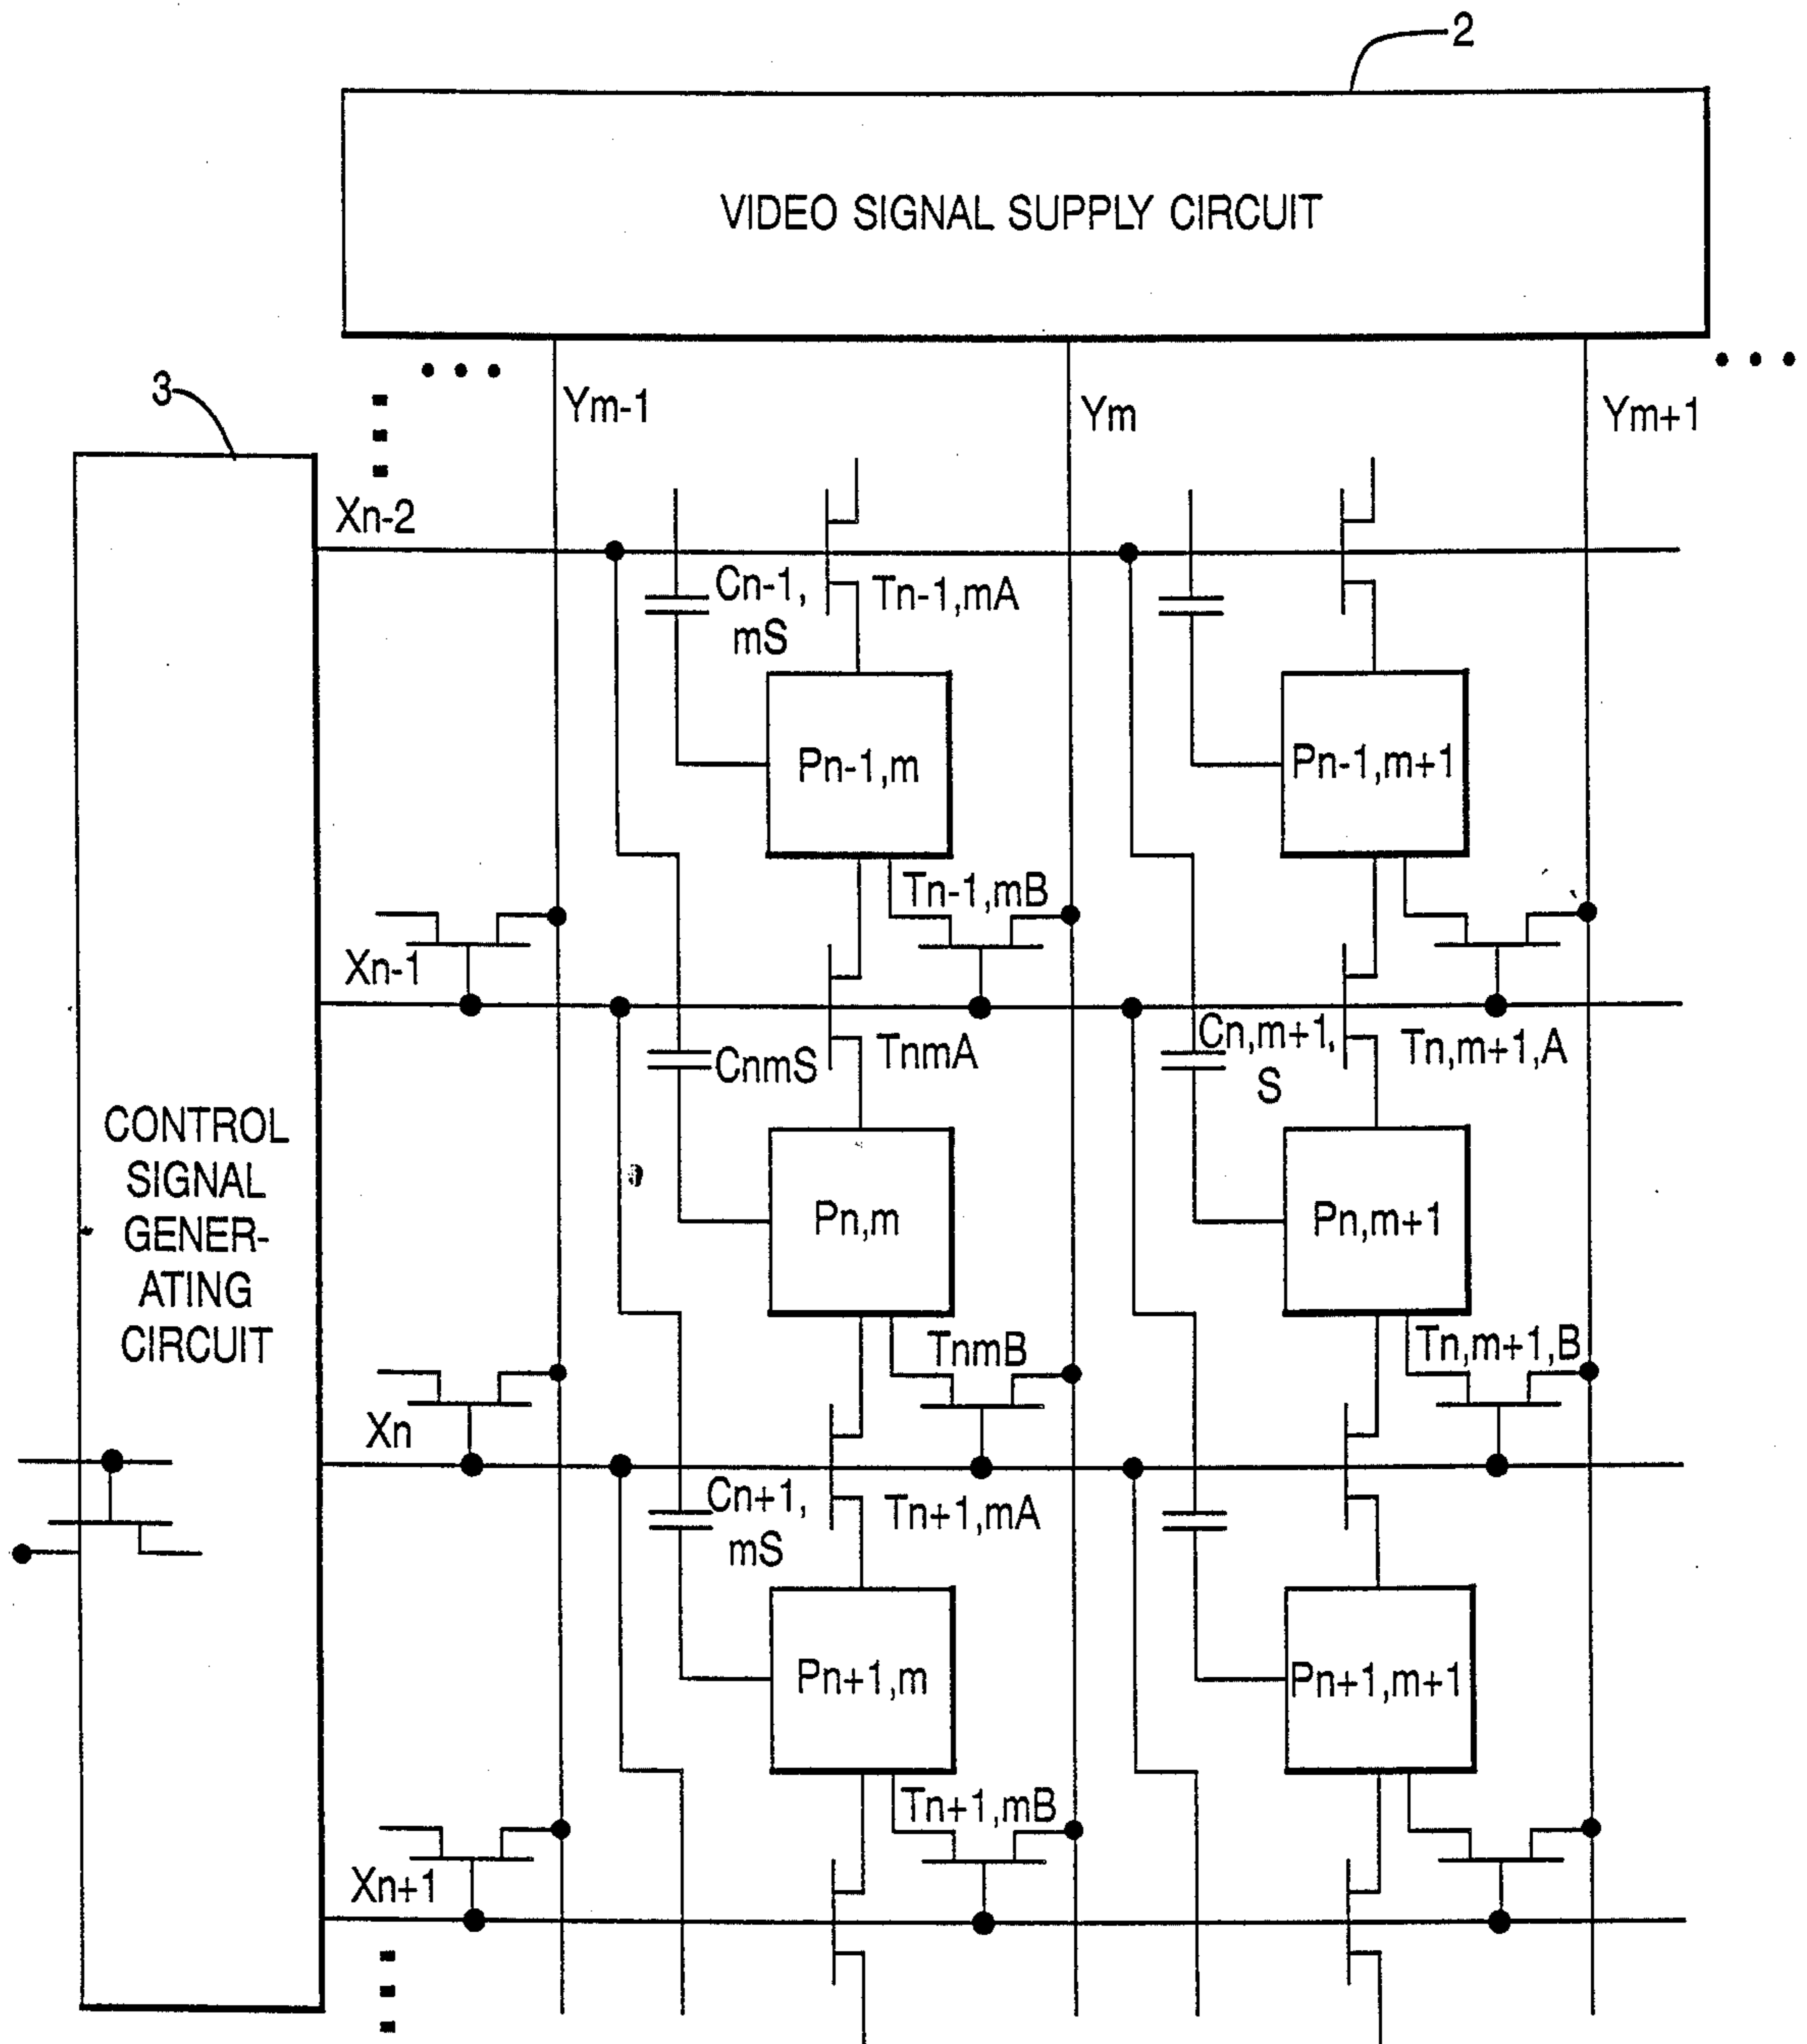 2
VIDEO SIGNAL SUPPLY CIRCUIT
3
Ym-1
Ym
Ym+1
Xn-2
Cn-1,
mS
Tn-1,mA
Pn-1,m
Pn-1,m+1
Tn-1,mB
Xn-1
CnmS
TnmA
Cn,m+1,
S
Tn,m+1,A
CONTROL
SIGNAL
GENER-
ATING
CIRCUIT
Pn,m
Pn,m+1
TnmB
Tn,m+1,B
Xn
Cn+1,
mS
Tn+1,mA
Pn+1,m
Pn+1,m+1
Tn+1,mB
Xn+1